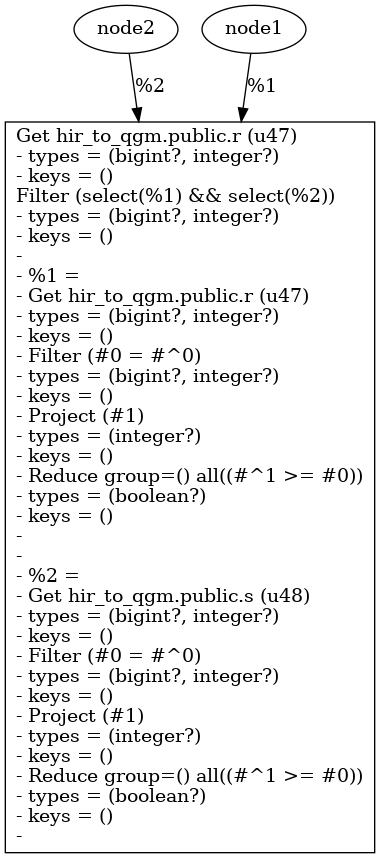 node2 node1
%2 %1
Get hir_to_qgm.public.r (u47)
- types = (bigint?, integer?)
- keys = ()
Filter (select(%1) && select(%2))
- types = (bigint?, integer?)
- keys = ()
-
- %1 =
- Get hir_to_qgm.public.r (u47)
- types = (bigint?, integer?)
- keys = ()
- Filter (#0 = #^0)
- types = (bigint?, integer?)
- keys = ()
- Project (#1)
- types = (integer?)
- keys = ()
- Reduce group=() all((#^1 >= #0))
- types = (boolean?)
- keys = ()
-
-
- %2 =
- Get hir_to_qgm.public.s (u48)
- types = (bigint?, integer?)
- keys = ()
- Filter (#0 = #^0)
- types = (bigint?, integer?)
- keys = ()
- Project (#1)
- types = (integer?)
- keys = ()
- Reduce group=() all((#^1 >= #0))
- types = (boolean?)
- keys = ()
-